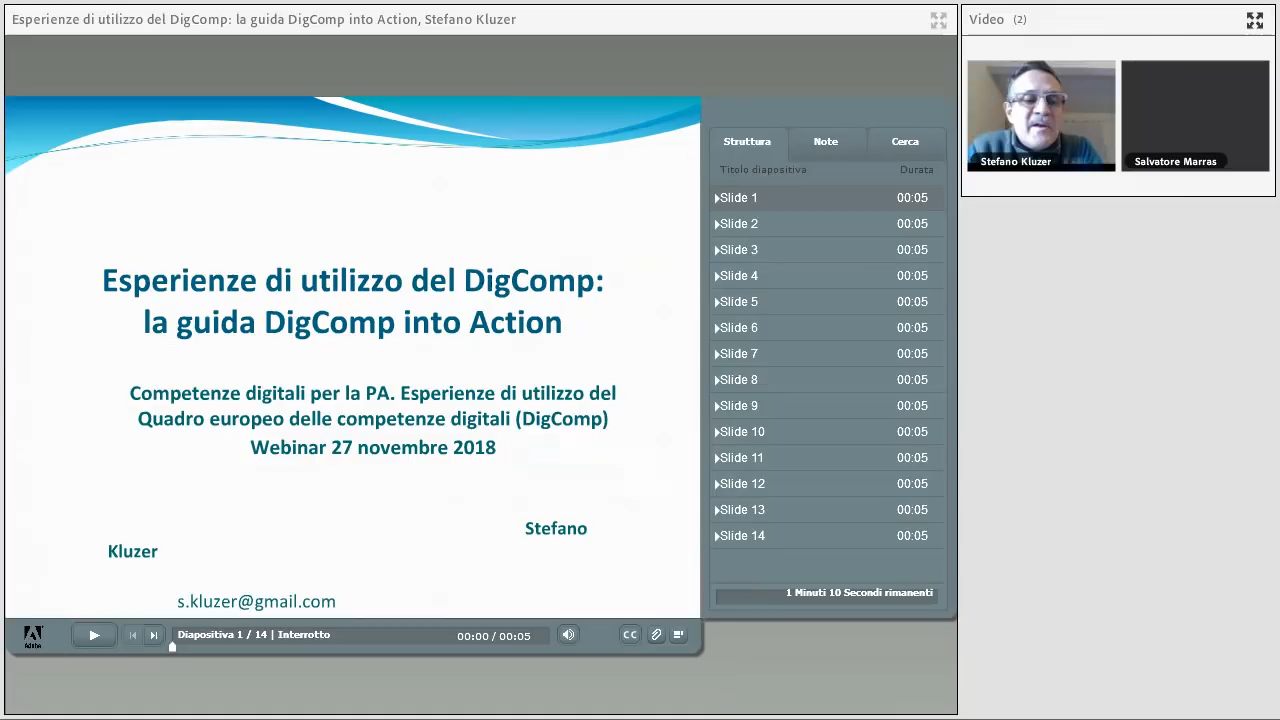 Esperienze di utilizzo del DigComp: la guida DigComp into Action, Stefano Kluzer
Video (2)
Stefano Kluzer
Salvatore Marras
Esperienze di utilizzo del DigComp:
la guida DigComp into Action
Competenze digitali per la PA. Esperienze di utilizzo del
Quadro europeo delle competenze digitali (DigComp)
Webinar 27 novembre 2018
Stefano
Kluzer
s.kluzer@gmail.com
Struttura Note Cerca
Titolo diapositiva Durata
Slide 1 00:05
Slide 2 00:05
Slide 3 00:05
Slide 4 00:05
Slide 5 00:05
Slide 6 00:05
Slide 7 00:05
Slide 8 00:05
Slide 9 00:05
Slide 10 00:05
Slide 11 00:05
Slide 12 00:05
Slide 13 00:05
Slide 14 00:05
1 Minuti 10 Secondi rimanenti
Adobe
Diapositiva 1 / 14 | Interrotto
00:00 / 00:05
CC